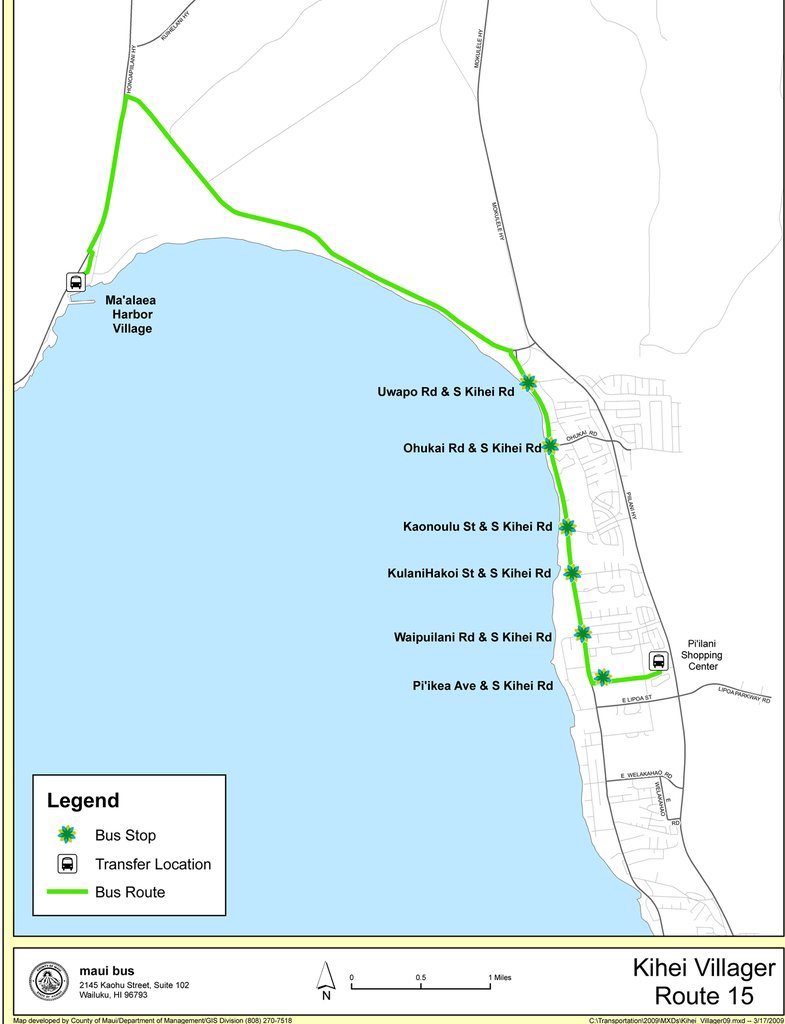 KUIHELANI HY
HONOAPIILANI HY
MOKULELE HY
MOKULELE HY
Ma'alaea
Harbor
Village
Uwapo Rd & S Kihei Rd
OHUKAI RD
Ohukai Rd & S Kihei Rd
PIILANI HY
Kaonoulu St & S Kihei Rd
KulaniHakoi St & S Kihei Rd
Waipuilani Rd & S Kihei Rd
Pi'ilani
Shopping
Center
Pi'ikea Ave & S Kihei Rd
LIPOA PARKWAY RD
E LIPOA ST
E WELAKAHAO RD
E
WELAKAHAO
RD
Legend
Bus Stop
Transfer Location
Bus Route
maui bus
2145 Kaohu Street, Suite 102
Wailuku, HI 96793
N
0 0.5 1 Miles
Kihei Villager
Route 15
Map developed by County of Maui/Department of Management/GIS Division (808) 270-7518
C:\Transportation\2009\MXDs\Kihei_Villager09.mxd -- 3/17/2009